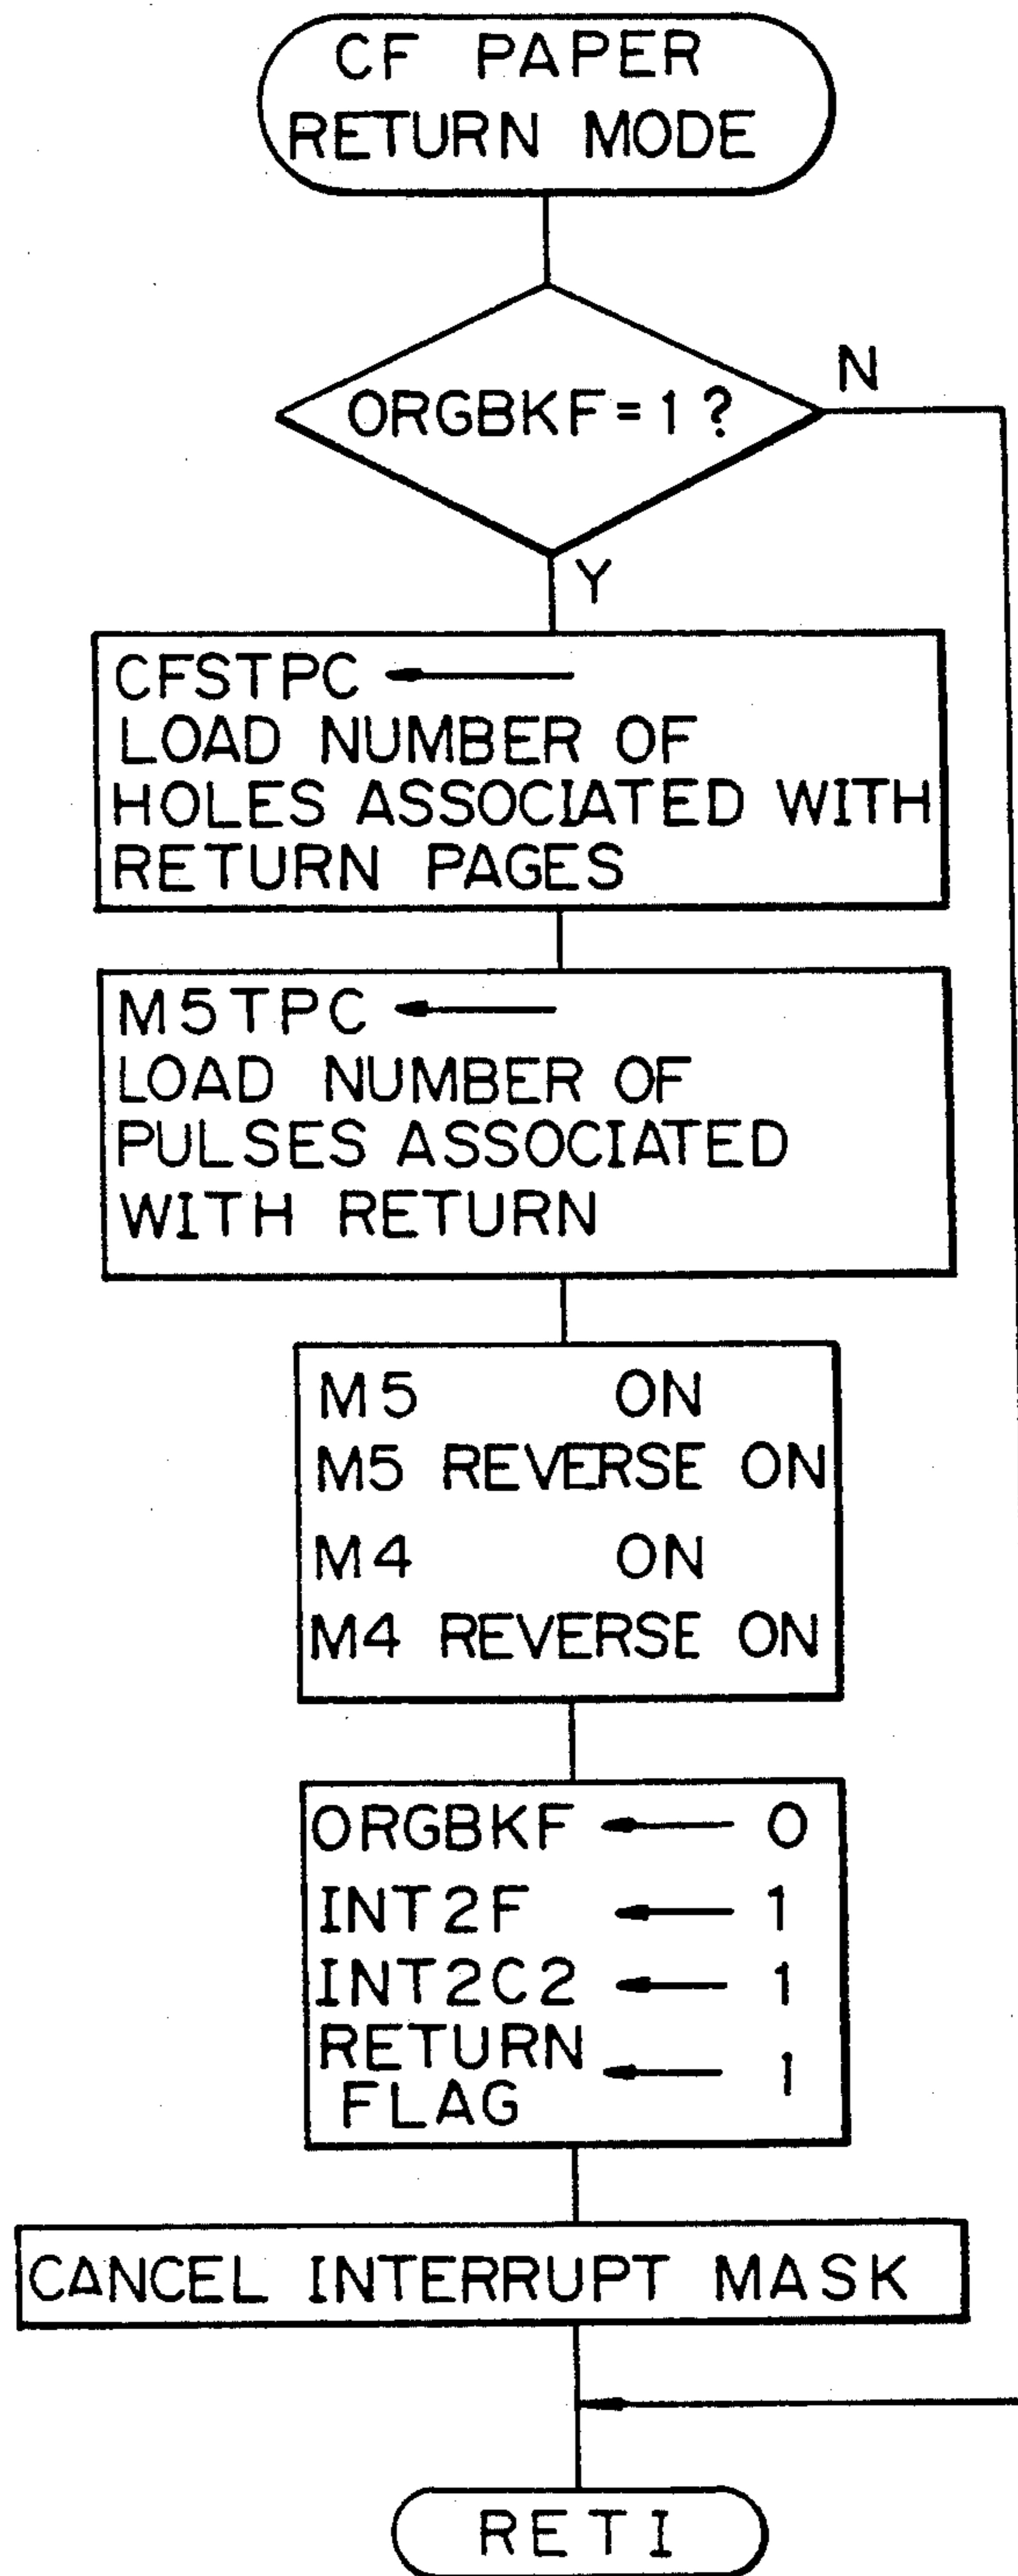 CF PAPER
RETURN MODE
ORGBKF=1?
N
Y
CFSTPC ←
LOAD NUMBER OF
HOLES ASSOCIATED WITH
RETURN PAGES
M5TPC ←
LOAD NUMBER OF
PULSES ASSOCIATED
WITH RETURN
M5 ON
M5 REVERSE ON
M4 ON
M4 REVERSE ON
ORGBKF ← 0
INT2F ← 1
INT2C2 ← 1
RETURN
FLAG ← 1
CANCEL INTERRUPT MASK
RETI